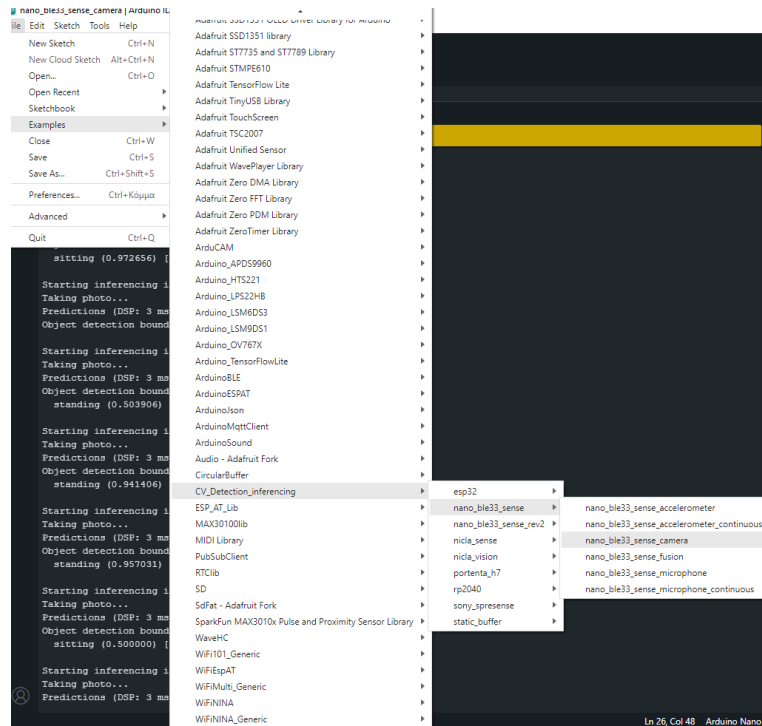 nano_ble33_sense_camera | Arduino ID
ile Edit Sketch Tools Help
New Sketch Ctrl+N
New Cloud Sketch Alt+Ctrl+N
Open... Ctrl+O
Open Recent
Sketchbook
Examples
Close Ctrl+W
Save Ctrl+S
Save As... Ctrl+Shift+S
Preferences... Ctrl+Κόμμα
Advanced
Quit Ctrl+Q
sitting (0.972656) [
Starting inferencing i
Taking photo...
Predictions (DSP: 3 ms
Object detection bound
Starting inferencing i
Taking photo...
Predictions (DSP: 3 ms
Object detection bound
standing (0.503906)
Starting inferencing i
Taking photo...
Predictions (DSP: 3 ms
Object detection bound
standing (0.941406)
Starting inferencing i
Taking photo...
Predictions (DSP: 3 ms
Object detection bound
standing (0.957031)
Starting inferencing i
Taking photo...
Predictions (DSP: 3 ms
Object detection bound
sitting (0.500000) [
Starting inferencing i
Taking photo...
Predictions (DSP: 3 ms
Adafruit SSD1351 OLED Driver Library for Arduino
Adafruit SSD1351 library
Adafruit ST7735 and ST7789 Library
Adafruit STMPE610
Adafruit TensorFlow Lite
Adafruit TinyUSB Library
Adafruit TouchScreen
Adafruit TSC2007
Adafruit Unified Sensor
Adafruit WavePlayer Library
Adafruit Zero DMA Library
Adafruit Zero FFT Library
Adafruit Zero PDM Library
Adafruit ZeroTimer Library
ArduCAM
Arduino_APDS9960
Arduino_HTS221
Arduino_LPS22HB
Arduino_LSM6DS3
Arduino_LSM9DS1
Arduino_OV767X
Arduino_TensorFlowLite
ArduinoBLE
ArduinoESPAT
ArduinoJson
ArduinoMqttClient
ArduinoSound
Audio - Adafruit Fork
CircularBuffer
CV_Detection_inferencing
ESP_AT_Lib
MAX30100lib
MIDI Library
PubSubClient
RTClib
SD
SdFat - Adafruit Fork
SparkFun MAX3010x Pulse and Proximity Sensor Library
WaveHC
WiFi101_Generic
WiFiEspAT
WiFiMulti_Generic
WiFiNINA
WiFiNINA_Generic
esp32
nano_ble33_sense
nano_ble33_sense_rev2
nicla_sense
nicla_vision
portenta_h7
rp2040
sony_spresense
static_buffer
nano_ble33_sense_accelerometer
nano_ble33_sense_accelerometer_continuous
nano_ble33_sense_camera
nano_ble33_sense_fusion
nano_ble33_sense_microphone
nano_ble33_sense_microphone_continuous
Ln 26, Col 48 Arduino Nano